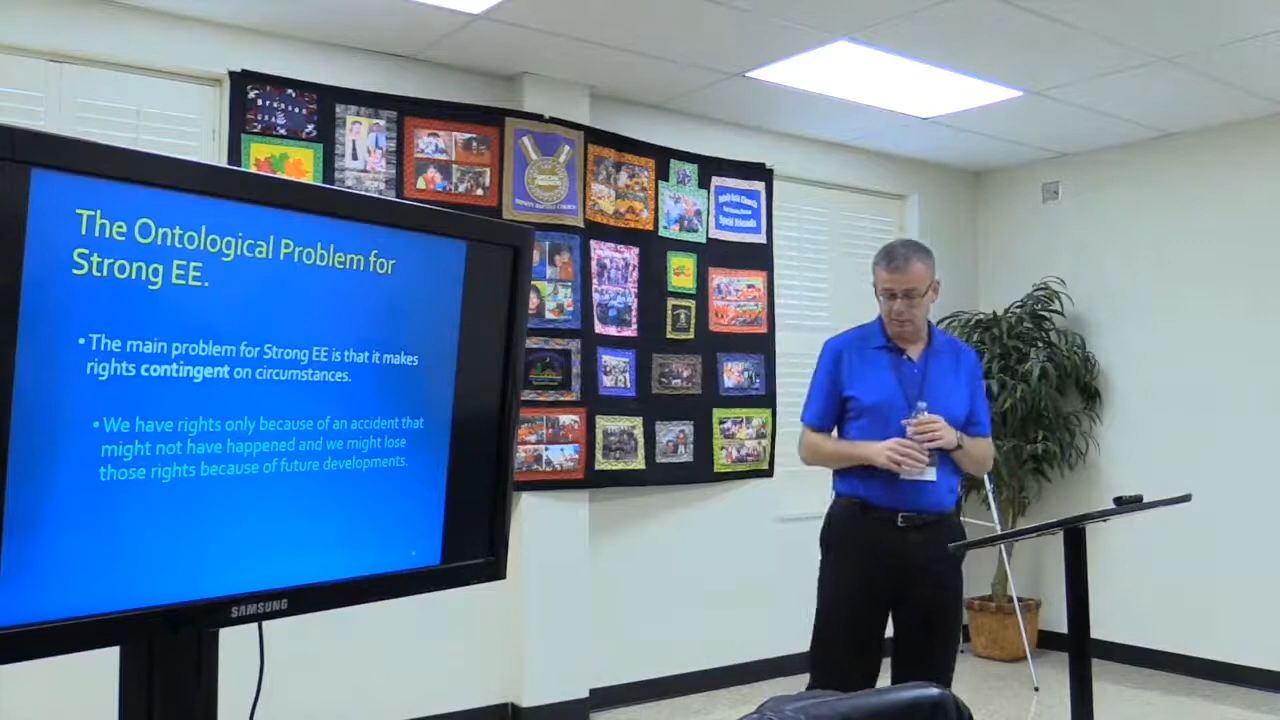 The Ontological Problem for
Strong EE.
•The main problem for Strong EE is that it makes
rights contingent on circumstances.
•We have rights only because of an accident that
might not have happened and we might lose
those rights because of future developments.
SAMSUNG